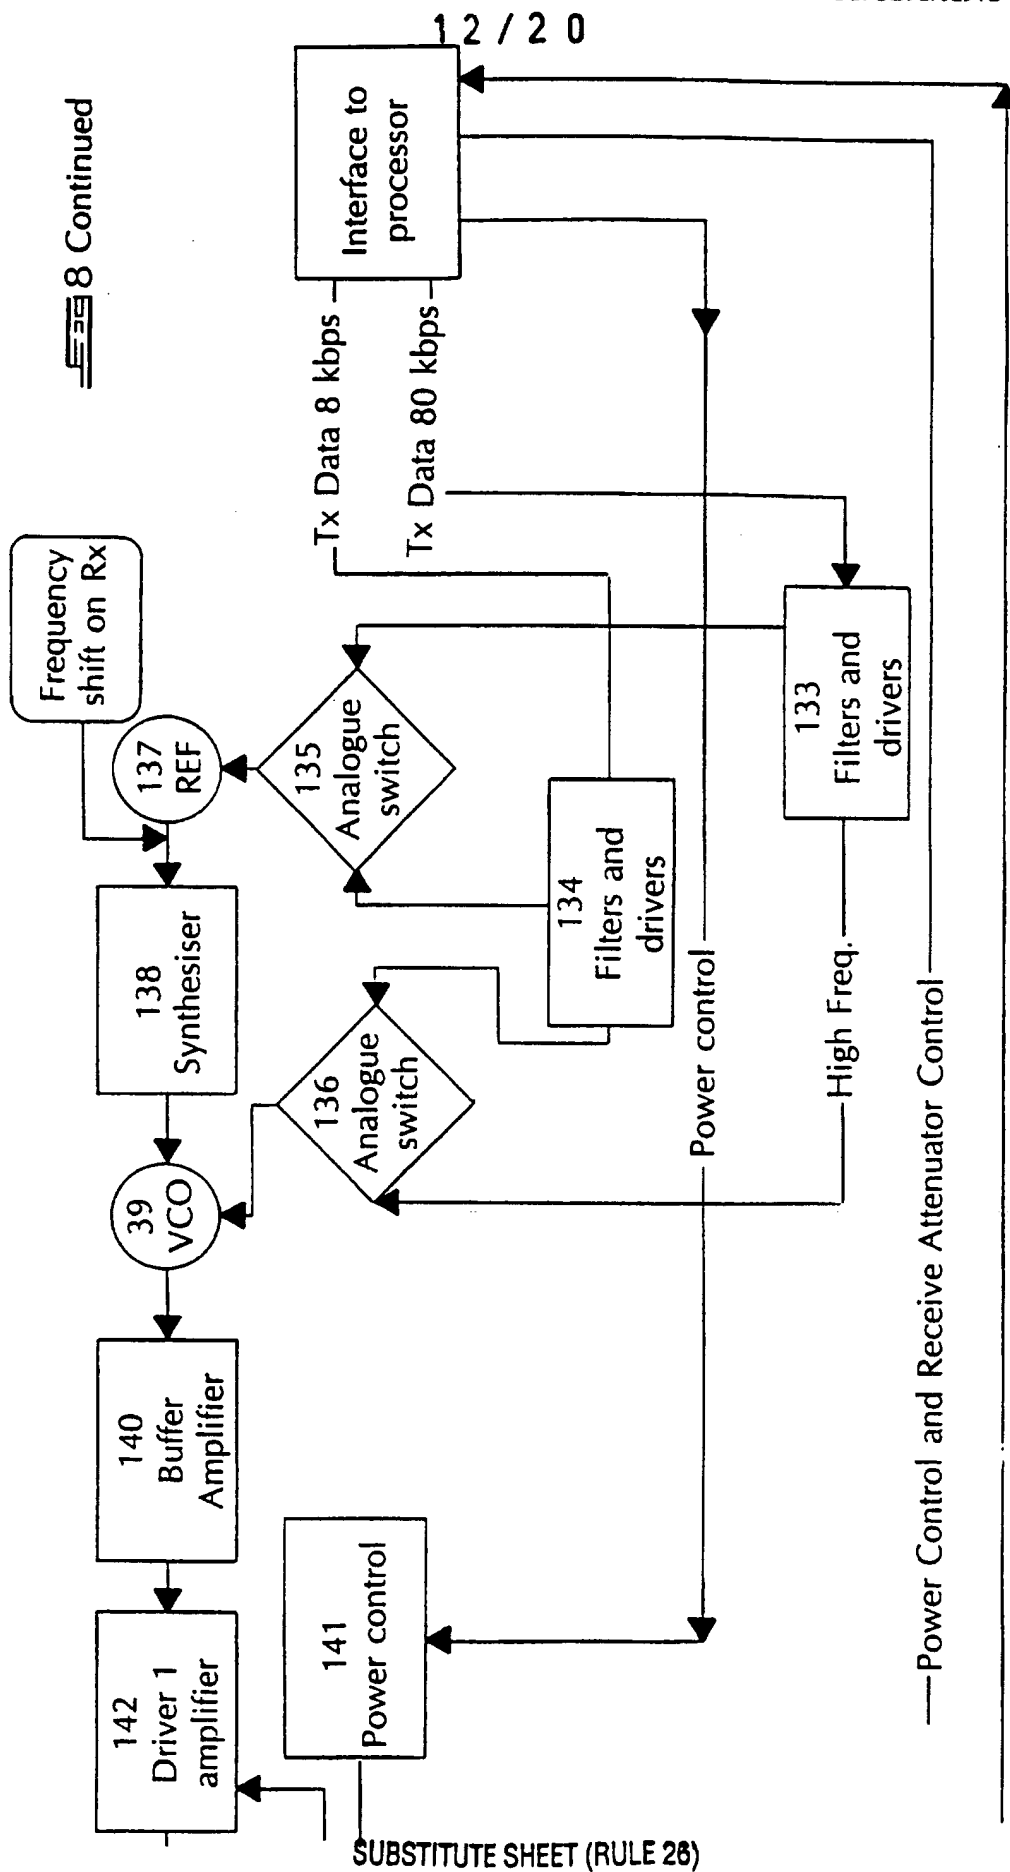 12/20
Fig 8 Continued
Interface to
processor
Tx Data 8 kbps
Tx Data 80 kbps
Frequency
shift on Rx
137
REF
135
Analogue
switch
133
Filters and
drivers
134
Filters and
drivers
138
Synthesiser
136
Analogue
switch
39
VCO
Power control
High Freq.
140
Buffer
Amplifier
141
Power control
142
Driver 1
amplifier
Power Control and Receive Attenuator Control
SUBSTITUTE SHEET (RULE 26)